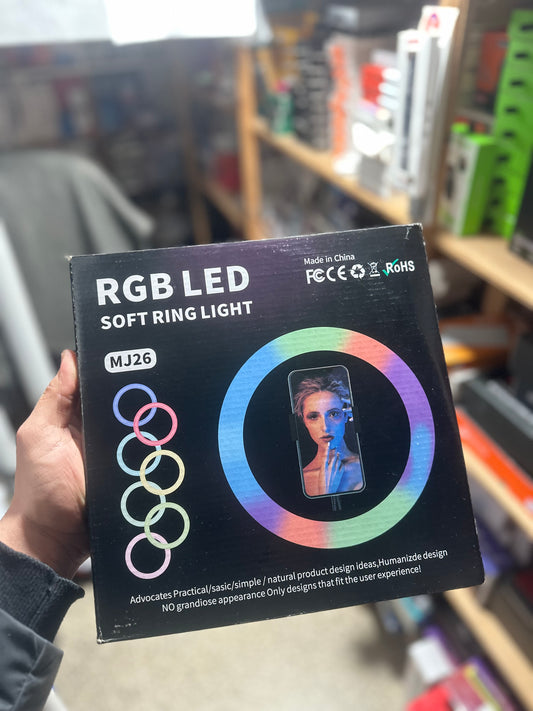 Made in China
RGB LED
FC CE RoHS
SOFT RING LIGHT
MJ26
Advocates Practical/sasic/simple / natural product design ideas,Humanizde design
NO grandiose appearance Only designs that fit the user experience!